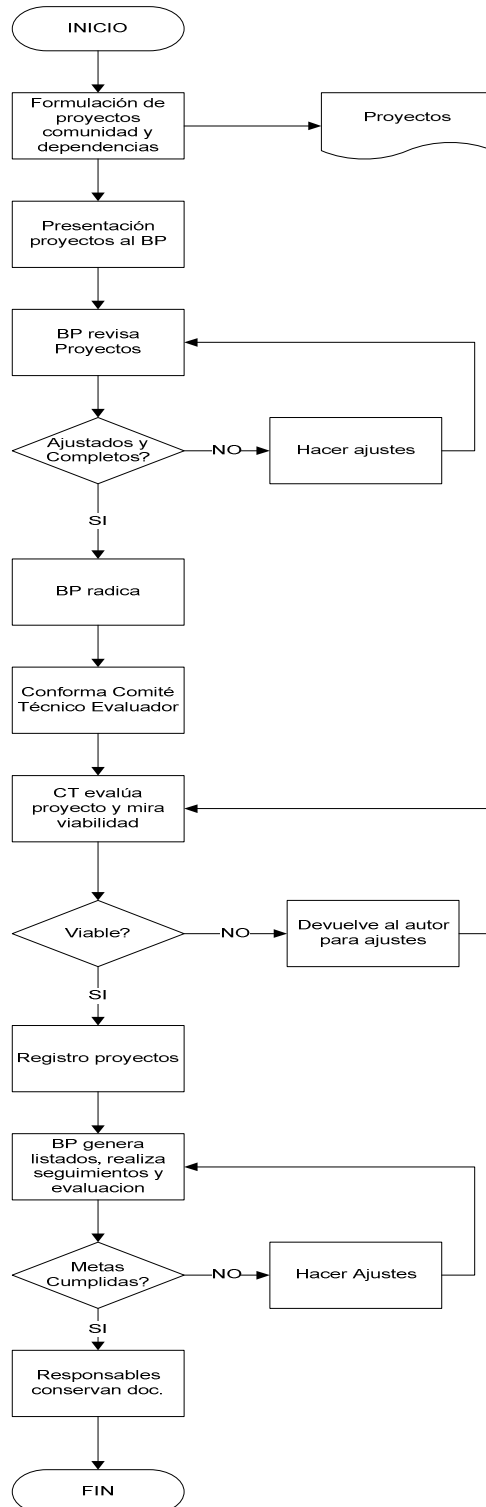 INICIO
Formulación de
proyectos
comunidad y
dependencias
Proyectos
Presentación
proyectos al BP
BP revisa
Proyectos
Ajustados y
Completos?
NO
Hacer ajustes
SI
BP radica
Conforma Comité
Técnico Evaluador
CT evalúa
proyecto y mira
viabilidad
Viable?
NO
Devuelve al autor
para ajustes
SI
Registro proyectos
BP genera
listados, realiza
seguimientos y
evaluacion
Metas
Cumplidas?
NO
Hacer Ajustes
SI
Responsables
conservan doc.
FIN